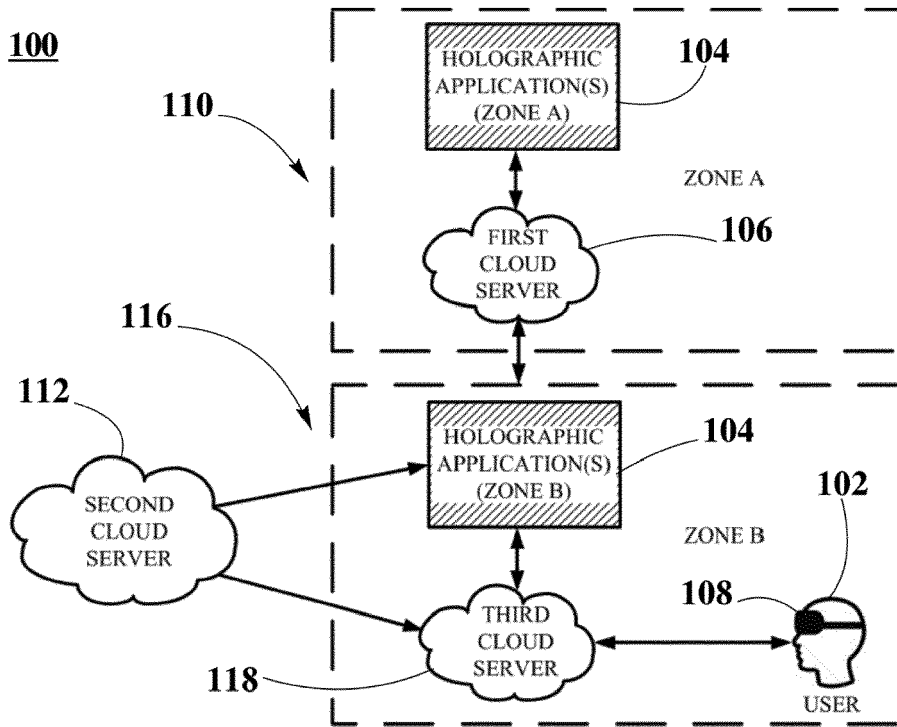 100
HOLOGRAPHIC
APPLICATION(S)
(ZONE A)
104
110
ZONE A
FIRST
CLOUD
SERVER
106
116
112
HOLOGRAPHIC
APPLICATION(S)
(ZONE B)
104
SECOND
CLOUD
SERVER
102
ZONE B
108
THIRD
CLOUD
SERVER
118
USER